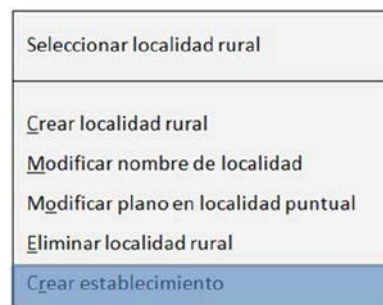 Seleccionar localidad rural
Crear localidad rural
Modificar nombre de localidad
Modificar plano en localidad puntual
Eliminar localidad rural
Crear establecimiento